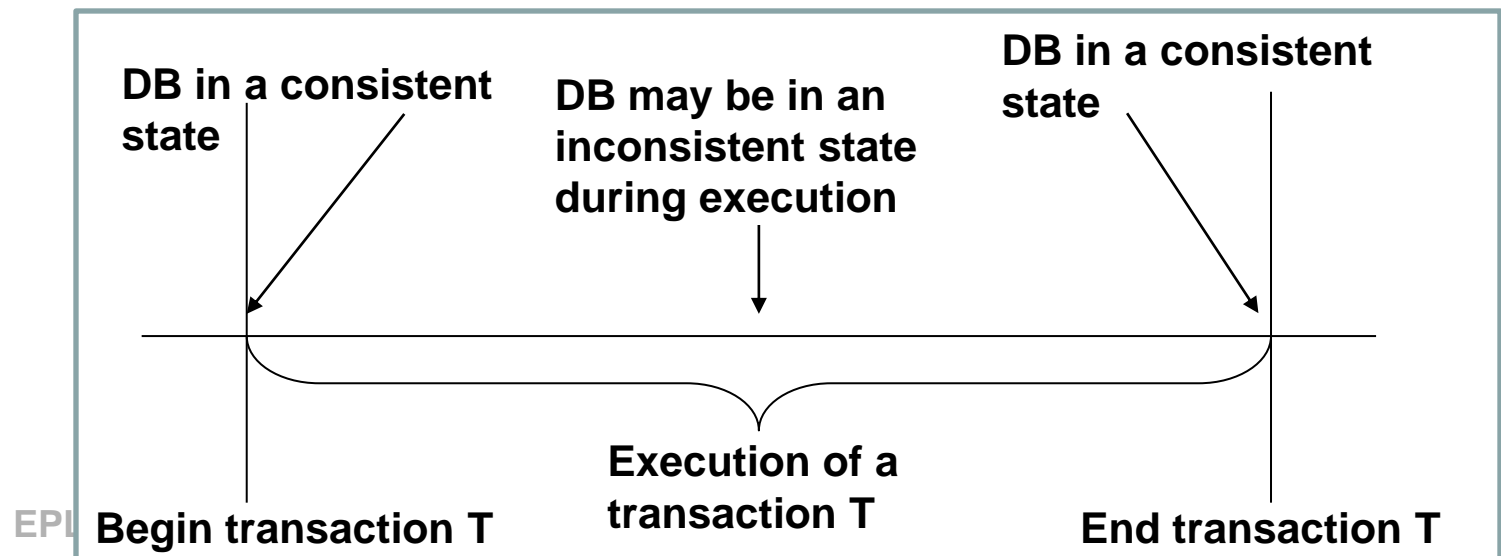 DB in a consistent
state
DB may be in an
inconsistent state
during execution
DB in a consistent
state
Execution of a
transaction T
EPL
Begin transaction T
End transaction T